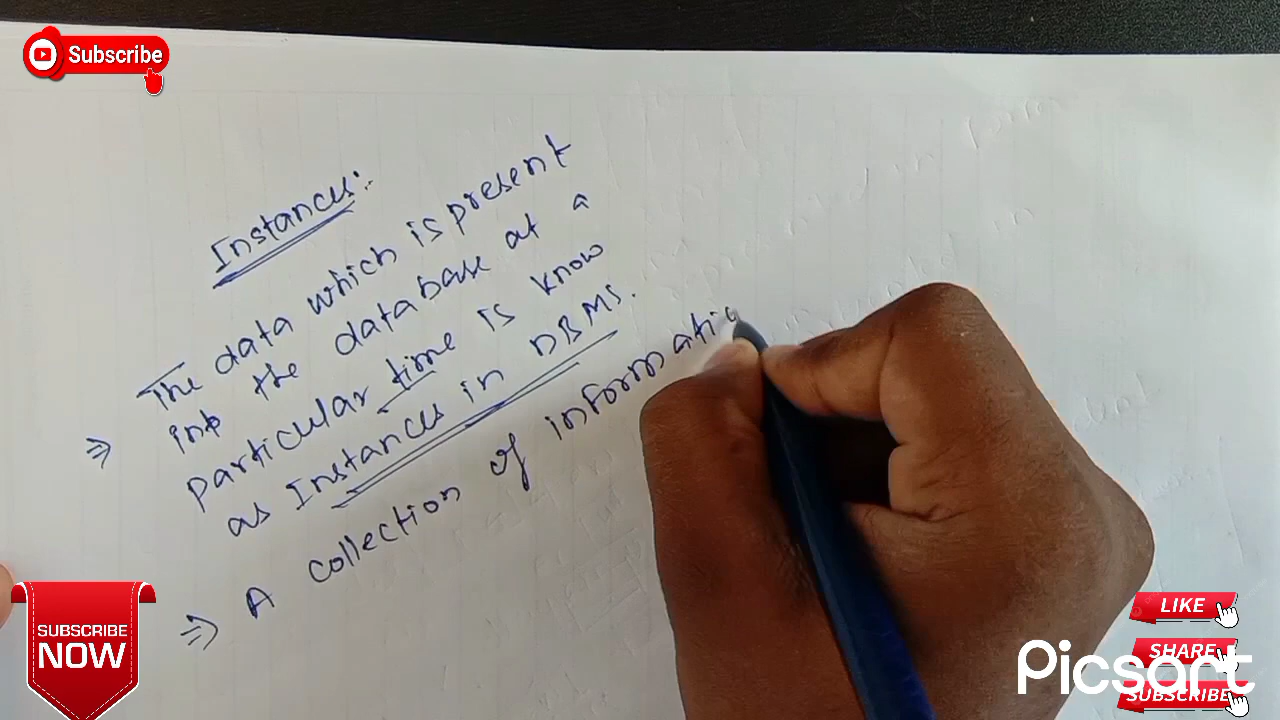 Subscribe
Instances:-
The data which is present
into the database at a
⇒ particular time is know
as Instances in DBMS.
⇒ A collection of informatio
SUBSCRIBE
NOW
LIKE
SHARE
SUBSCRIBE
Picsart